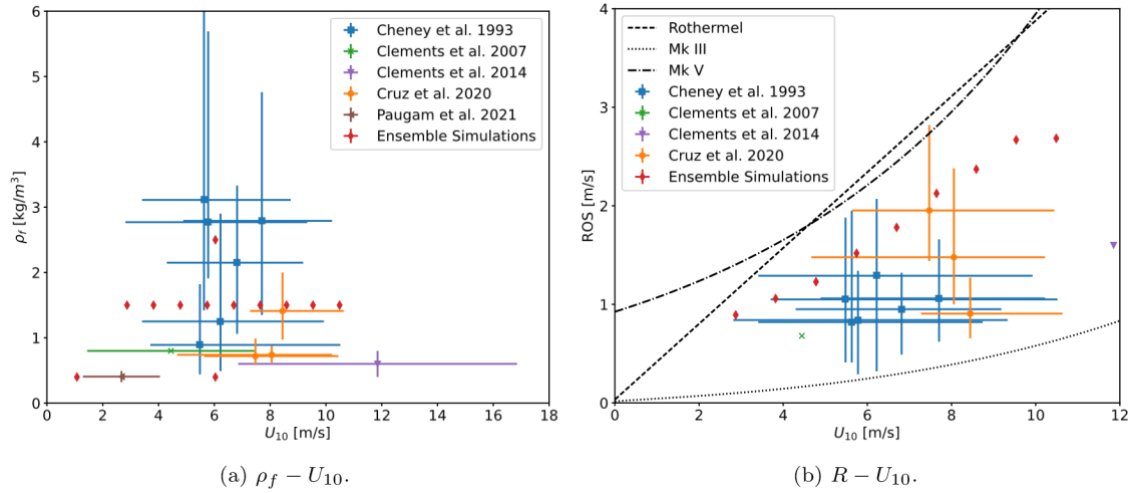 6
5
4
3
2
1
0
ρf [kg/m³]
0 2 4 6 8 10 12 14 16 18
U10 [m/s]
Cheney et al. 1993
Clements et al. 2007
Clements et al. 2014
Cruz et al. 2020
Paugam et al. 2021
Ensemble Simulations
(a) ρf − U10.
4
3
2
1
0
ROS [m/s]
0 2 4 6 8 10 12
U10 [m/s]
Rothermel
Mk III
Mk V
Cheney et al. 1993
Clements et al. 2007
Clements et al. 2014
Cruz et al. 2020
Ensemble Simulations
(b) R − U10.